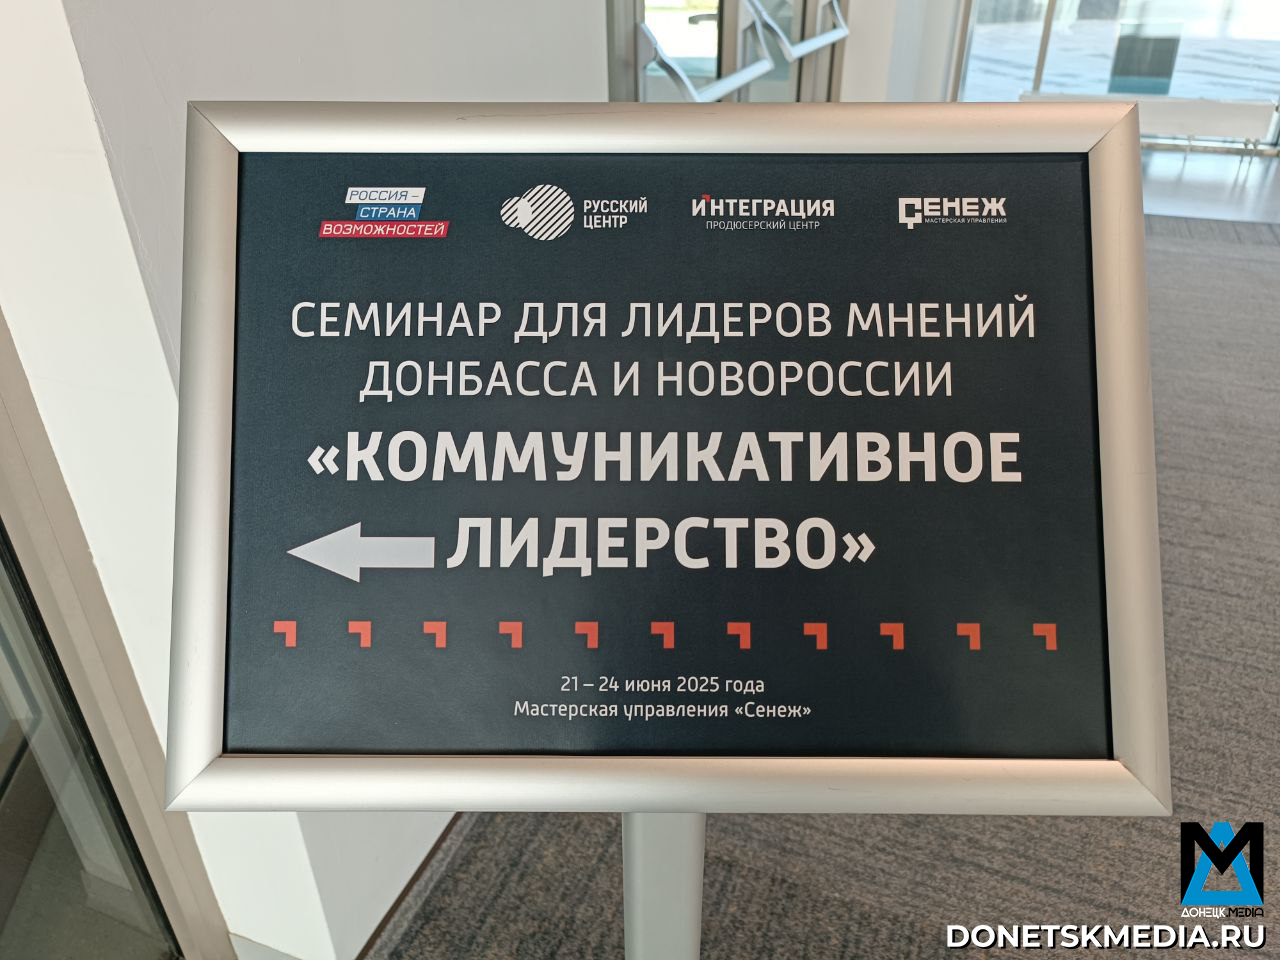 РОССИЯ –
СТРАНА
ВОЗМОЖНОСТЕЙ
РУССКИЙ
ЦЕНТР
ИНТЕГРАЦИЯ
ПРОДЮСЕРСКИЙ ЦЕНТР
СЕНЕЖ
МАСТЕРСКАЯ УПРАВЛЕНИЯ
СЕМИНАР ДЛЯ ЛИДЕРОВ МНЕНИЙ
ДОНБАССА И НОВОРОССИИ
«КОММУНИКАТИВНОЕ
ЛИДЕРСТВО»
21 – 24 июня 2025 года
Мастерская управления «Сенеж»
ДОНЕЦК MEDIA
DONETSKMEDIA.RU